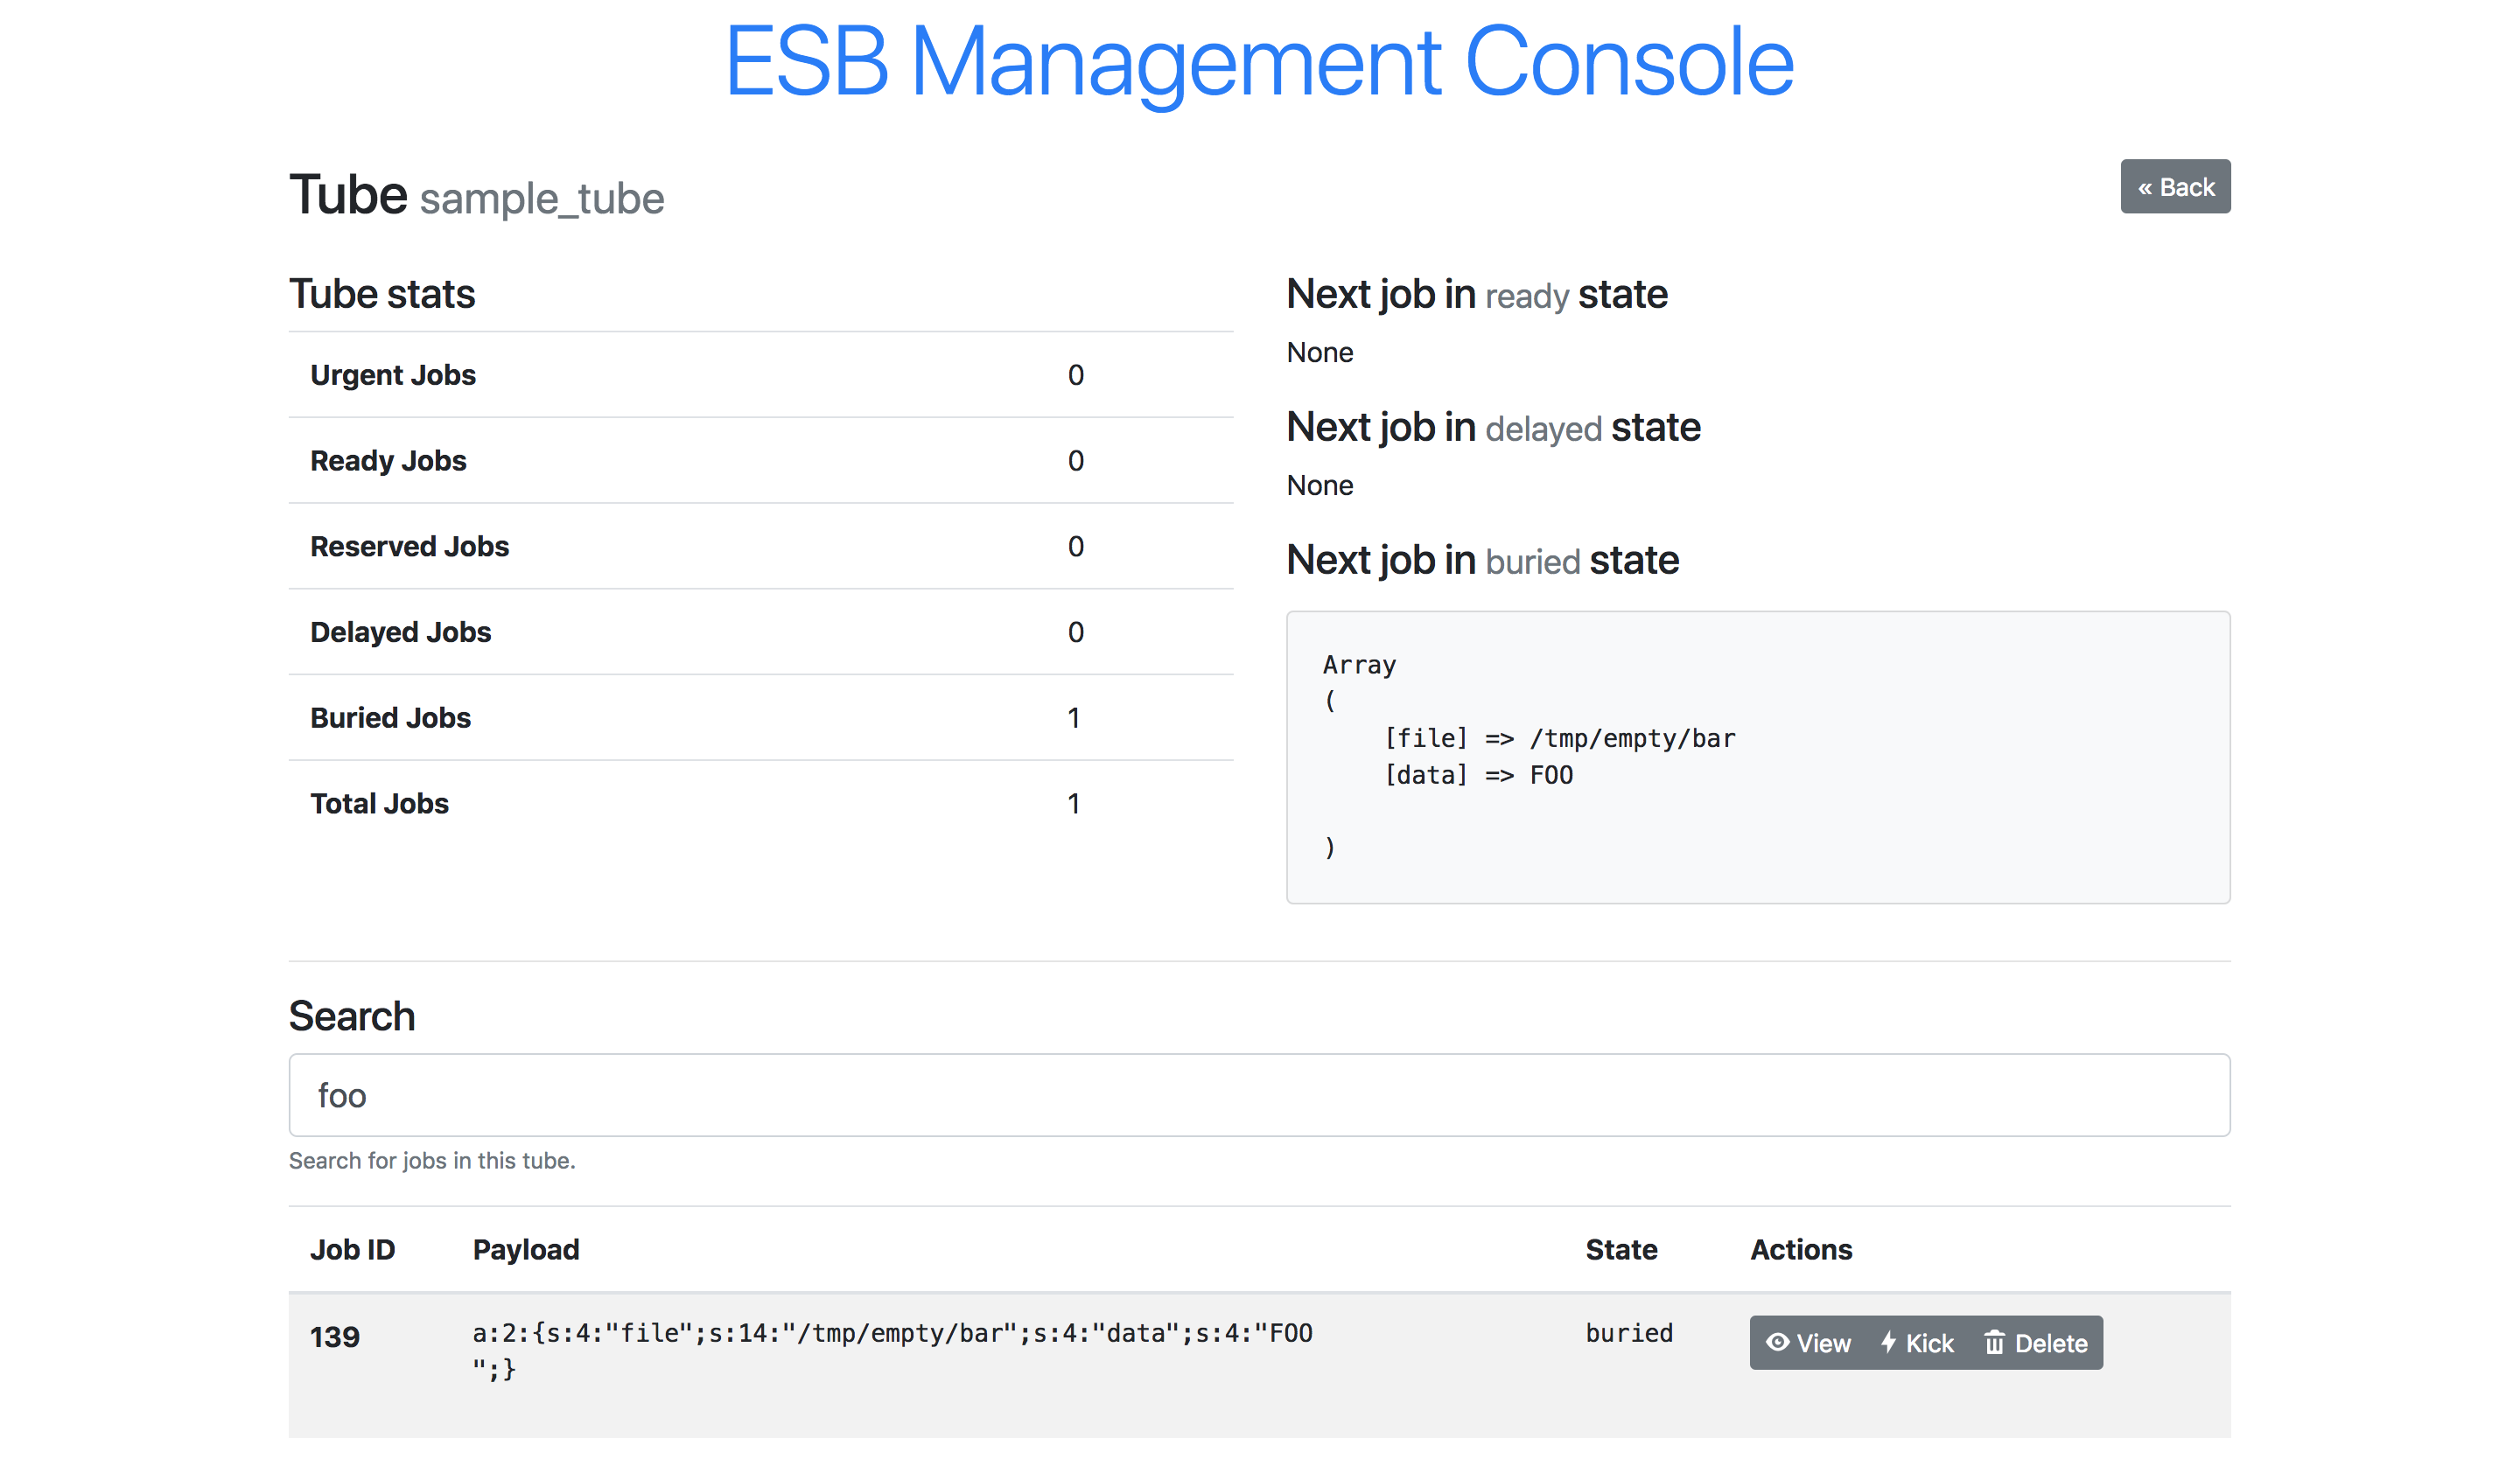 ESB Management Console
Tube sample_tube
« Back
Tube stats
Urgent Jobs 0
Ready Jobs 0
Reserved Jobs 0
Delayed Jobs 0
Buried Jobs 1
Total Jobs 1
Next job in ready state
None
Next job in delayed state
None
Next job in buried state
Array
(
    [file] => /tmp/empty/bar
    [data] => FOO
)
Search
foo
Search for jobs in this tube.
Job ID Payload State Actions
139 a:2:{s:4:"file";s:14:"/tmp/empty/bar";s:4:"data";s:4:"FOO buried View Kick Delete
";}